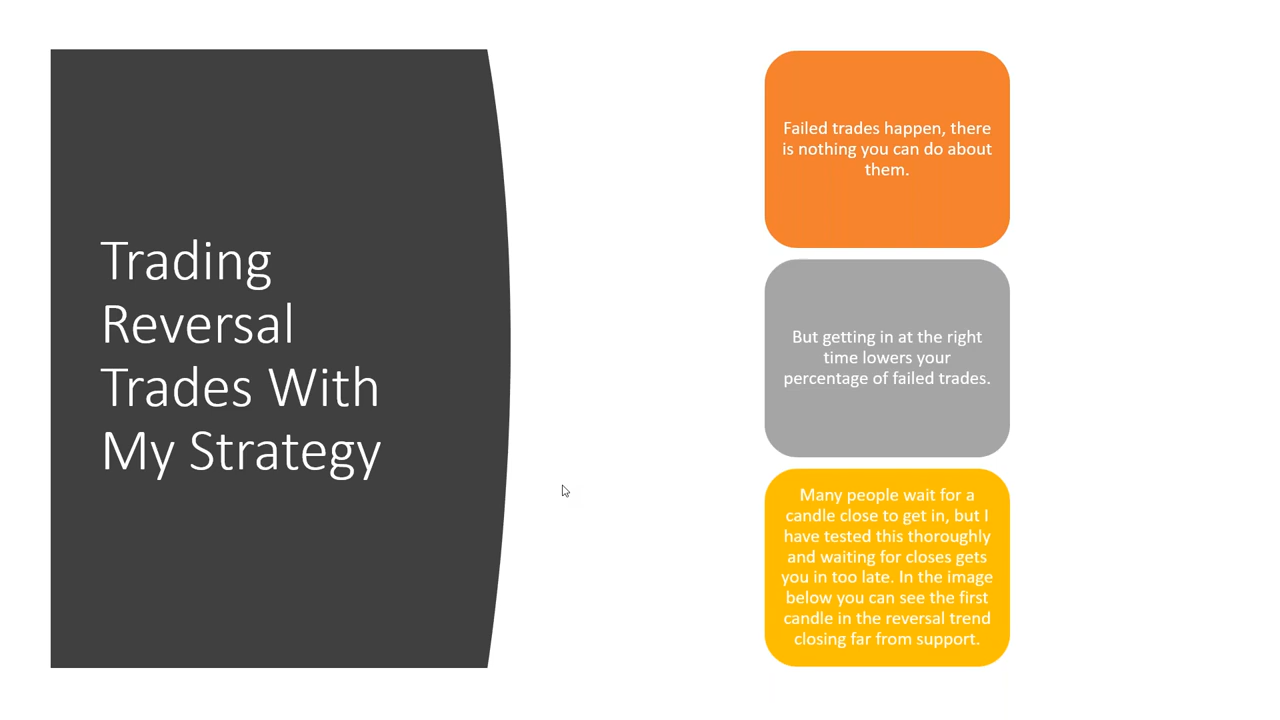 Trading
Reversal
Trades With
My Strategy
Failed trades happen, there
is nothing you can do about
them.
But getting in at the right
time lowers your
percentage of failed trades.
Many people wait for a
candle close to get in, but I
have tested this thoroughly
and waiting for closes gets
you in too late. In the image
below you can see the first
candle in the reversal trend
closing far from support.